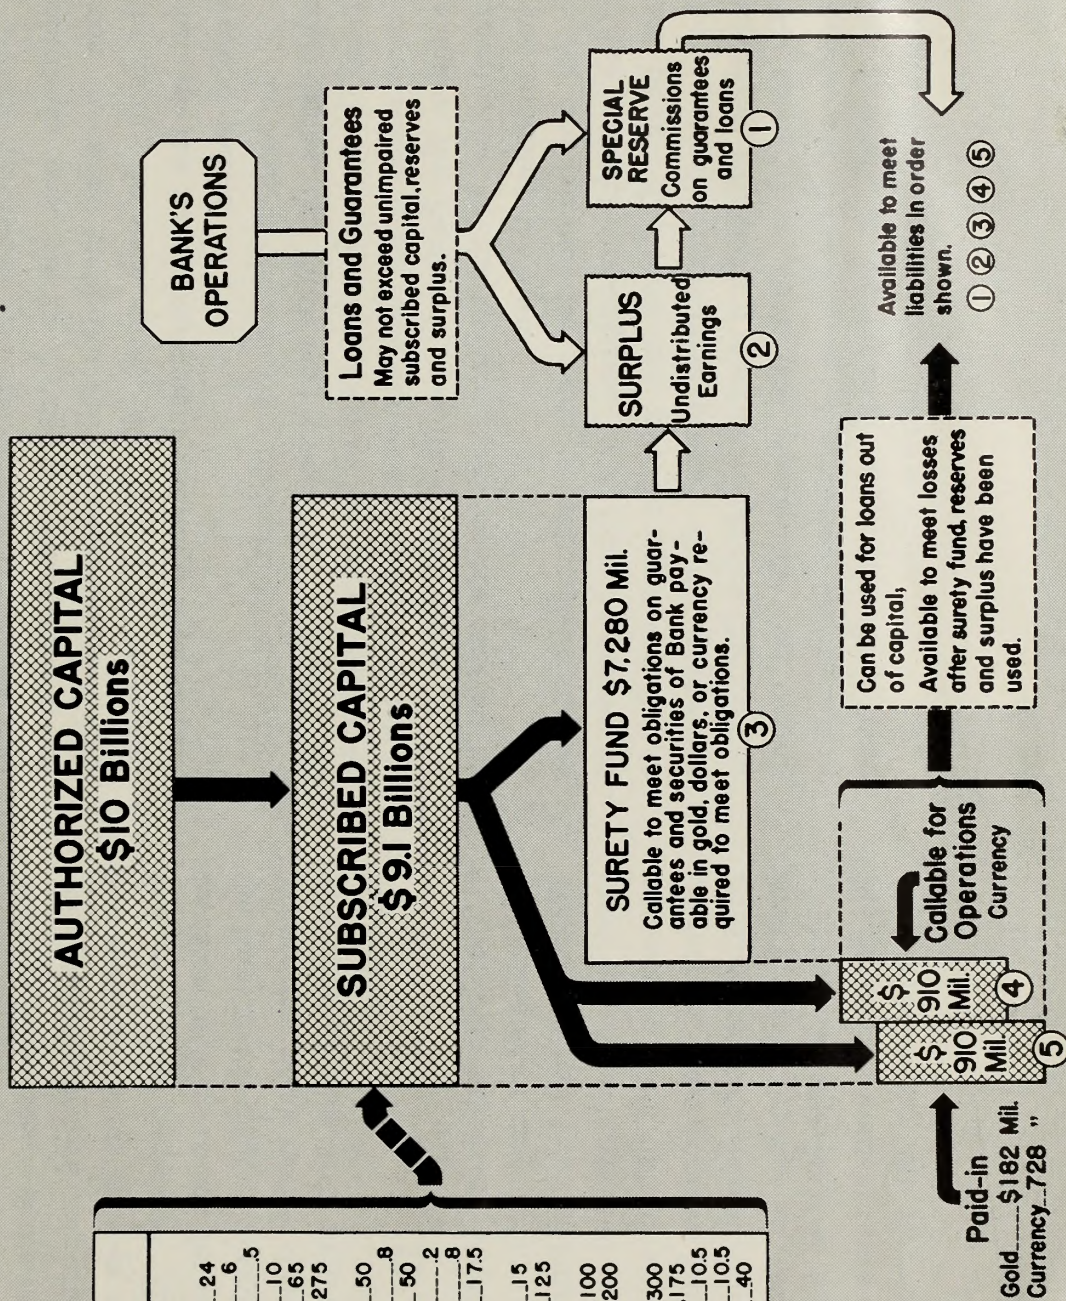 AUTHORIZED CAPITAL
$10 Billions
SUBSCRIBED CAPITAL
$9.1 Billions
BANK'S
OPERATIONS
Loans and Guarantees
May not exceed unimpaired
subscribed capital, reserves
and surplus.
SURETY FUND $7,280 Mil.
Callable to meet obligations on guar-
antees and securities of Bank pay-
able in gold, dollars, or currency re-
quired to meet obligations.
3
SURPLUS
Undistributed
Earnings
2
SPECIAL
RESERVE
Commissions
on guarantees
and loans
1
24
6
.5
10
65
275
50
.8
50
.2
.8
17.5
15
125
100
200
300
175
10.5
10.5
40
Paid-in
Gold $182 Mil.
Currency 728 "
$
910
Mil.
5
$
910
Mil.
4
Callable for
Operations
Currency
Can be used for loans out
of capital;
Available to meet losses
after surety fund, reserves
and surplus have been
used.
Available to meet
liabilities in order
shown.
1 2 3 4 5